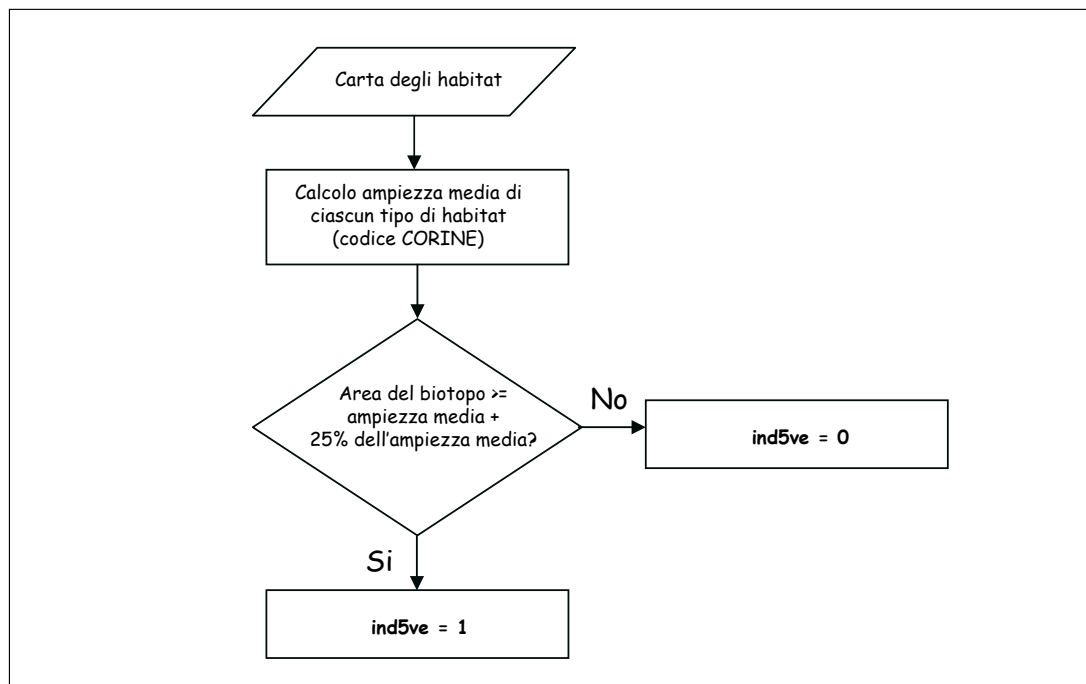 Carta degli habitat
Calcolo ampiezza media di
ciascun tipo di habitat
(codice CORINE)
Area del biotopo >=
ampiezza media +
25% dell'ampiezza media?
No
ind5ve = 0
Si
ind5ve = 1